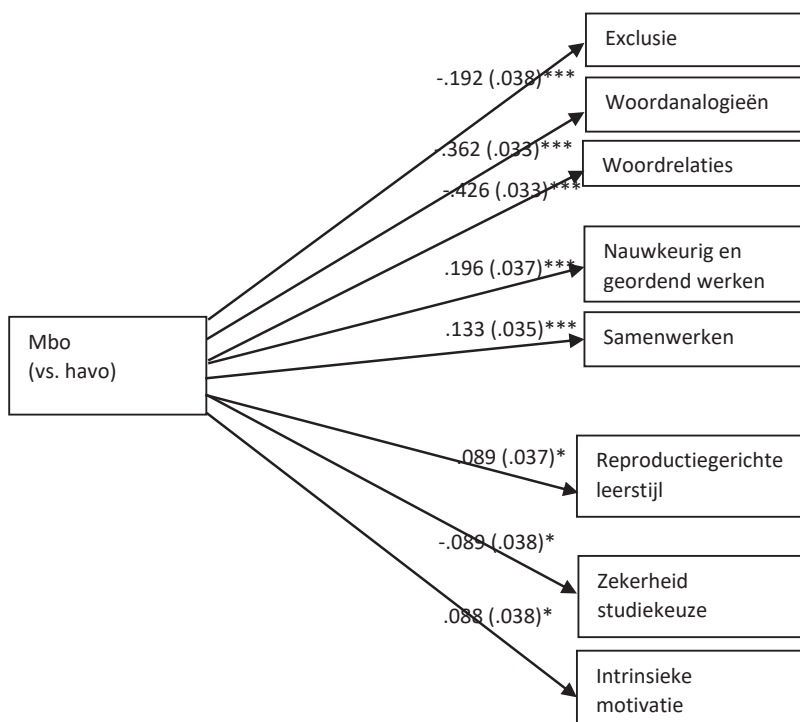 Exclusie
-.192 (.038)***
Woordanalogieën
-.362 (.033)***
Woordrelaties
-.426 (.033)***
Nauwkeurig en
geordend werken
.196 (.037)***
Mbo
(vs. havo)
.133 (.035)***
Samenwerken
.089 (.037)*
Reproductiegerichte
leerstijl
-.089 (.038)*
Zekerheid
studiekeuze
.088 (.038)*
Intrinsieke
motivatie